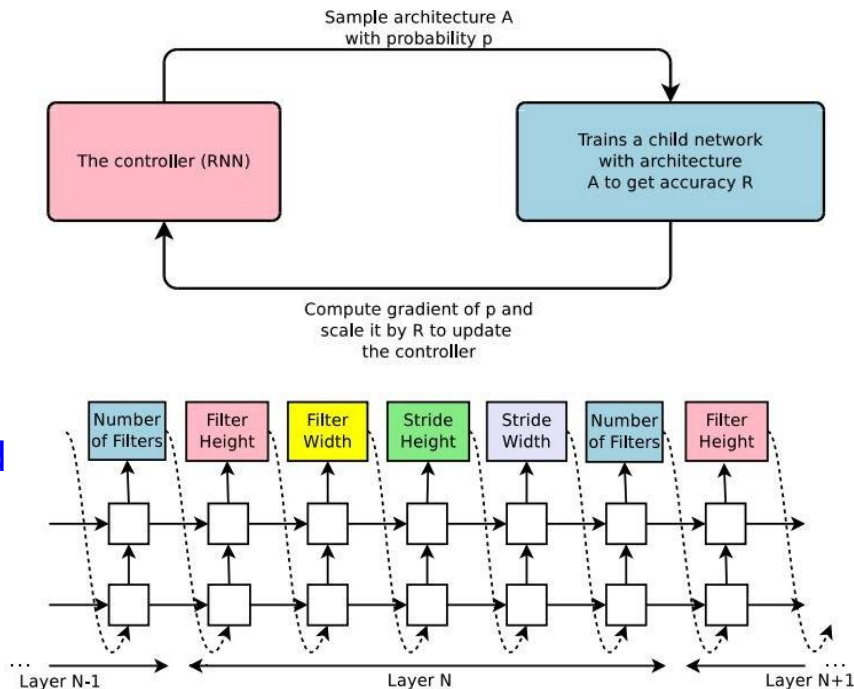 Sample architecture A
with probability p
The controller (RNN)
Trains a child network
with architecture
A to get accuracy R
Compute gradient of p and
scale it by R to update
the controller
Number
of Filters
Filter
Height
Filter
Width
Stride
Height
Stride
Width
Number
of Filters
Filter
Height
d
... Layer N-1
Layer N
Layer N+1 ...